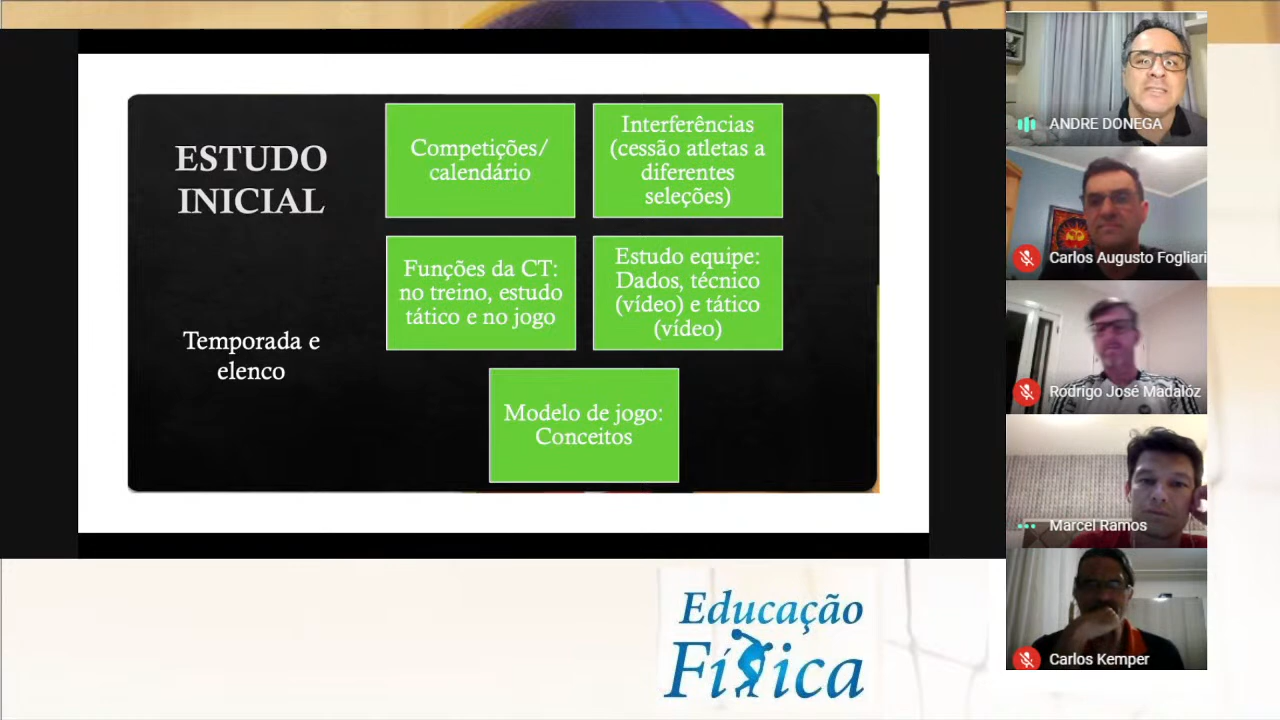 ESTUDO
INICIAL
Temporada e
elenco
Competições/
calendário
Interferências
(cessão atletas a
diferentes
seleções)
Funções da CT:
no treino, estudo
tático e no jogo
Estudo equipe:
Dados, técnico
(vídeo) e tático
(vídeo)
Modelo de jogo:
Conceitos
ANDRE DONEGA
Carlos Augusto Fogliari
Rodrigo José Madalóz
Marcel Ramos
Carlos Kemper
Educação
Física